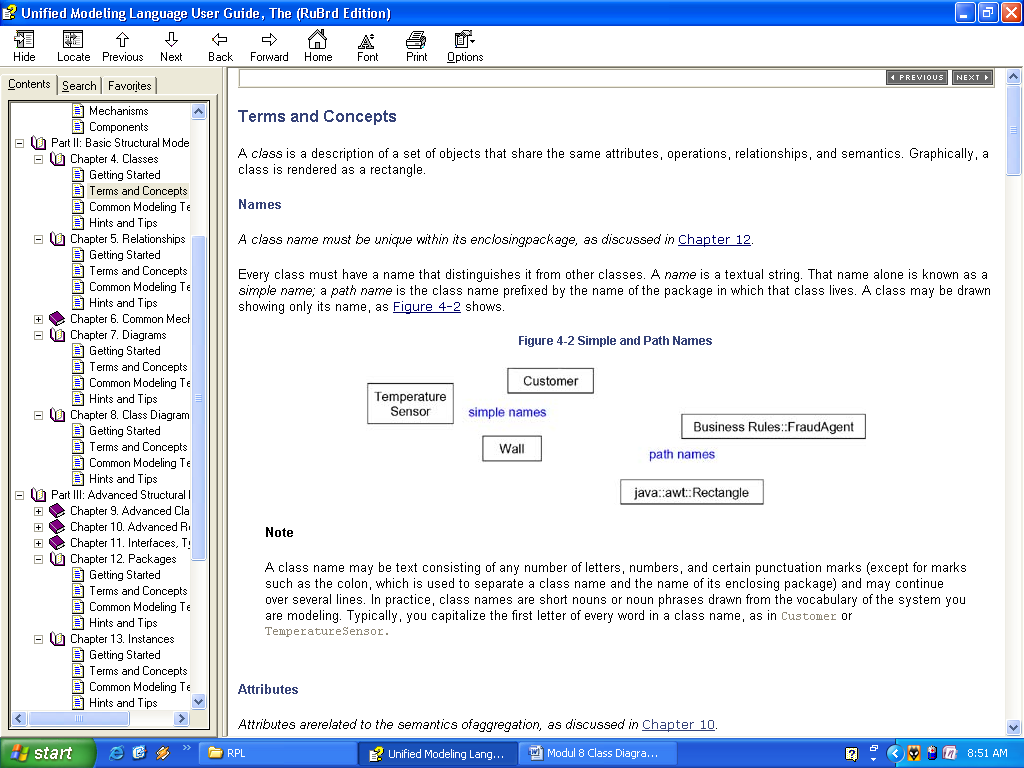 Unified Modeling Language User Guide, The (RuBrd Edition)
Hide Locate Previous Next Back Forward Home Font Print Options
Contents Search Favorites
Mechanisms
Components
Part II: Basic Structural Mode
Chapter 4. Classes
Getting Started
Terms and Concepts
Common Modeling Te
Hints and Tips
Chapter 5. Relationships
Getting Started
Terms and Concepts
Common Modeling Te
Hints and Tips
Chapter 6. Common Mech
Chapter 7. Diagrams
Getting Started
Terms and Concepts
Common Modeling Te
Hints and Tips
Chapter 8. Class Diagram
Getting Started
Terms and Concepts
Common Modeling Te
Hints and Tips
Part III: Advanced Structural
Chapter 9. Advanced Cla
Chapter 10. Advanced R
Chapter 11. Interfaces, Ty
Chapter 12. Packages
Getting Started
Terms and Concepts
Common Modeling Te
Hints and Tips
Chapter 13. Instances
Getting Started
Terms and Concepts
Common Modeling Te
Hints and Tips
PREVIOUS NEXT
Terms and Concepts
A class is a description of a set of objects that share the same attributes, operations, relationships, and semantics. Graphically, a
class is rendered as a rectangle.
Names
A class name must be unique within its enclosingpackage, as discussed in Chapter 12.
Every class must have a name that distinguishes it from other classes. A name is a textual string. That name alone is known as a
simple name; a path name is the class name prefixed by the name of the package in which that class lives. A class may be drawn
showing only its name, as Figure 4-2 shows.
Figure 4-2 Simple and Path Names
Customer
Temperature
Sensor
simple names
Business Rules::FraudAgent
Wall
path names
java::awt::Rectangle
Note
A class name may be text consisting of any number of letters, numbers, and certain punctuation marks (except for marks
such as the colon, which is used to separate a class name and the name of its enclosing package) and may continue
over several lines. In practice, class names are short nouns or noun phrases drawn from the vocabulary of the system you
are modeling. Typically, you capitalize the first letter of every word in a class name, as in Customer or
TemperatureSensor.
Attributes
Attributes arerelated to the semantics ofaggregation, as discussed in Chapter 10.
start RPL Unified Modeling Lang... Modul 8 Class Diagra... 8:51 AM